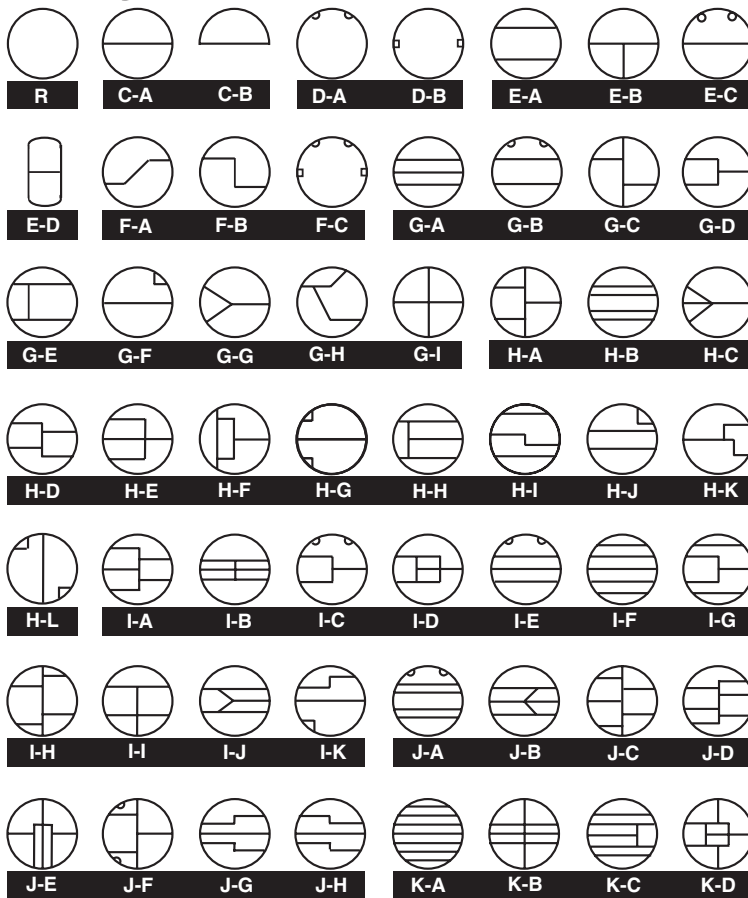 R C-A C-B D-A D-B E-A E-B E-C
E-D F-A F-B F-C G-A G-B G-C G-D
G-E G-F G-G G-H G-I H-A H-B H-C
H-D H-E H-F H-G H-H H-I H-J H-K
H-L I-A I-B I-C I-D I-E I-F I-G
I-H I-I I-J I-K J-A J-B J-C J-D
J-E J-F J-G J-H K-A K-B K-C K-D